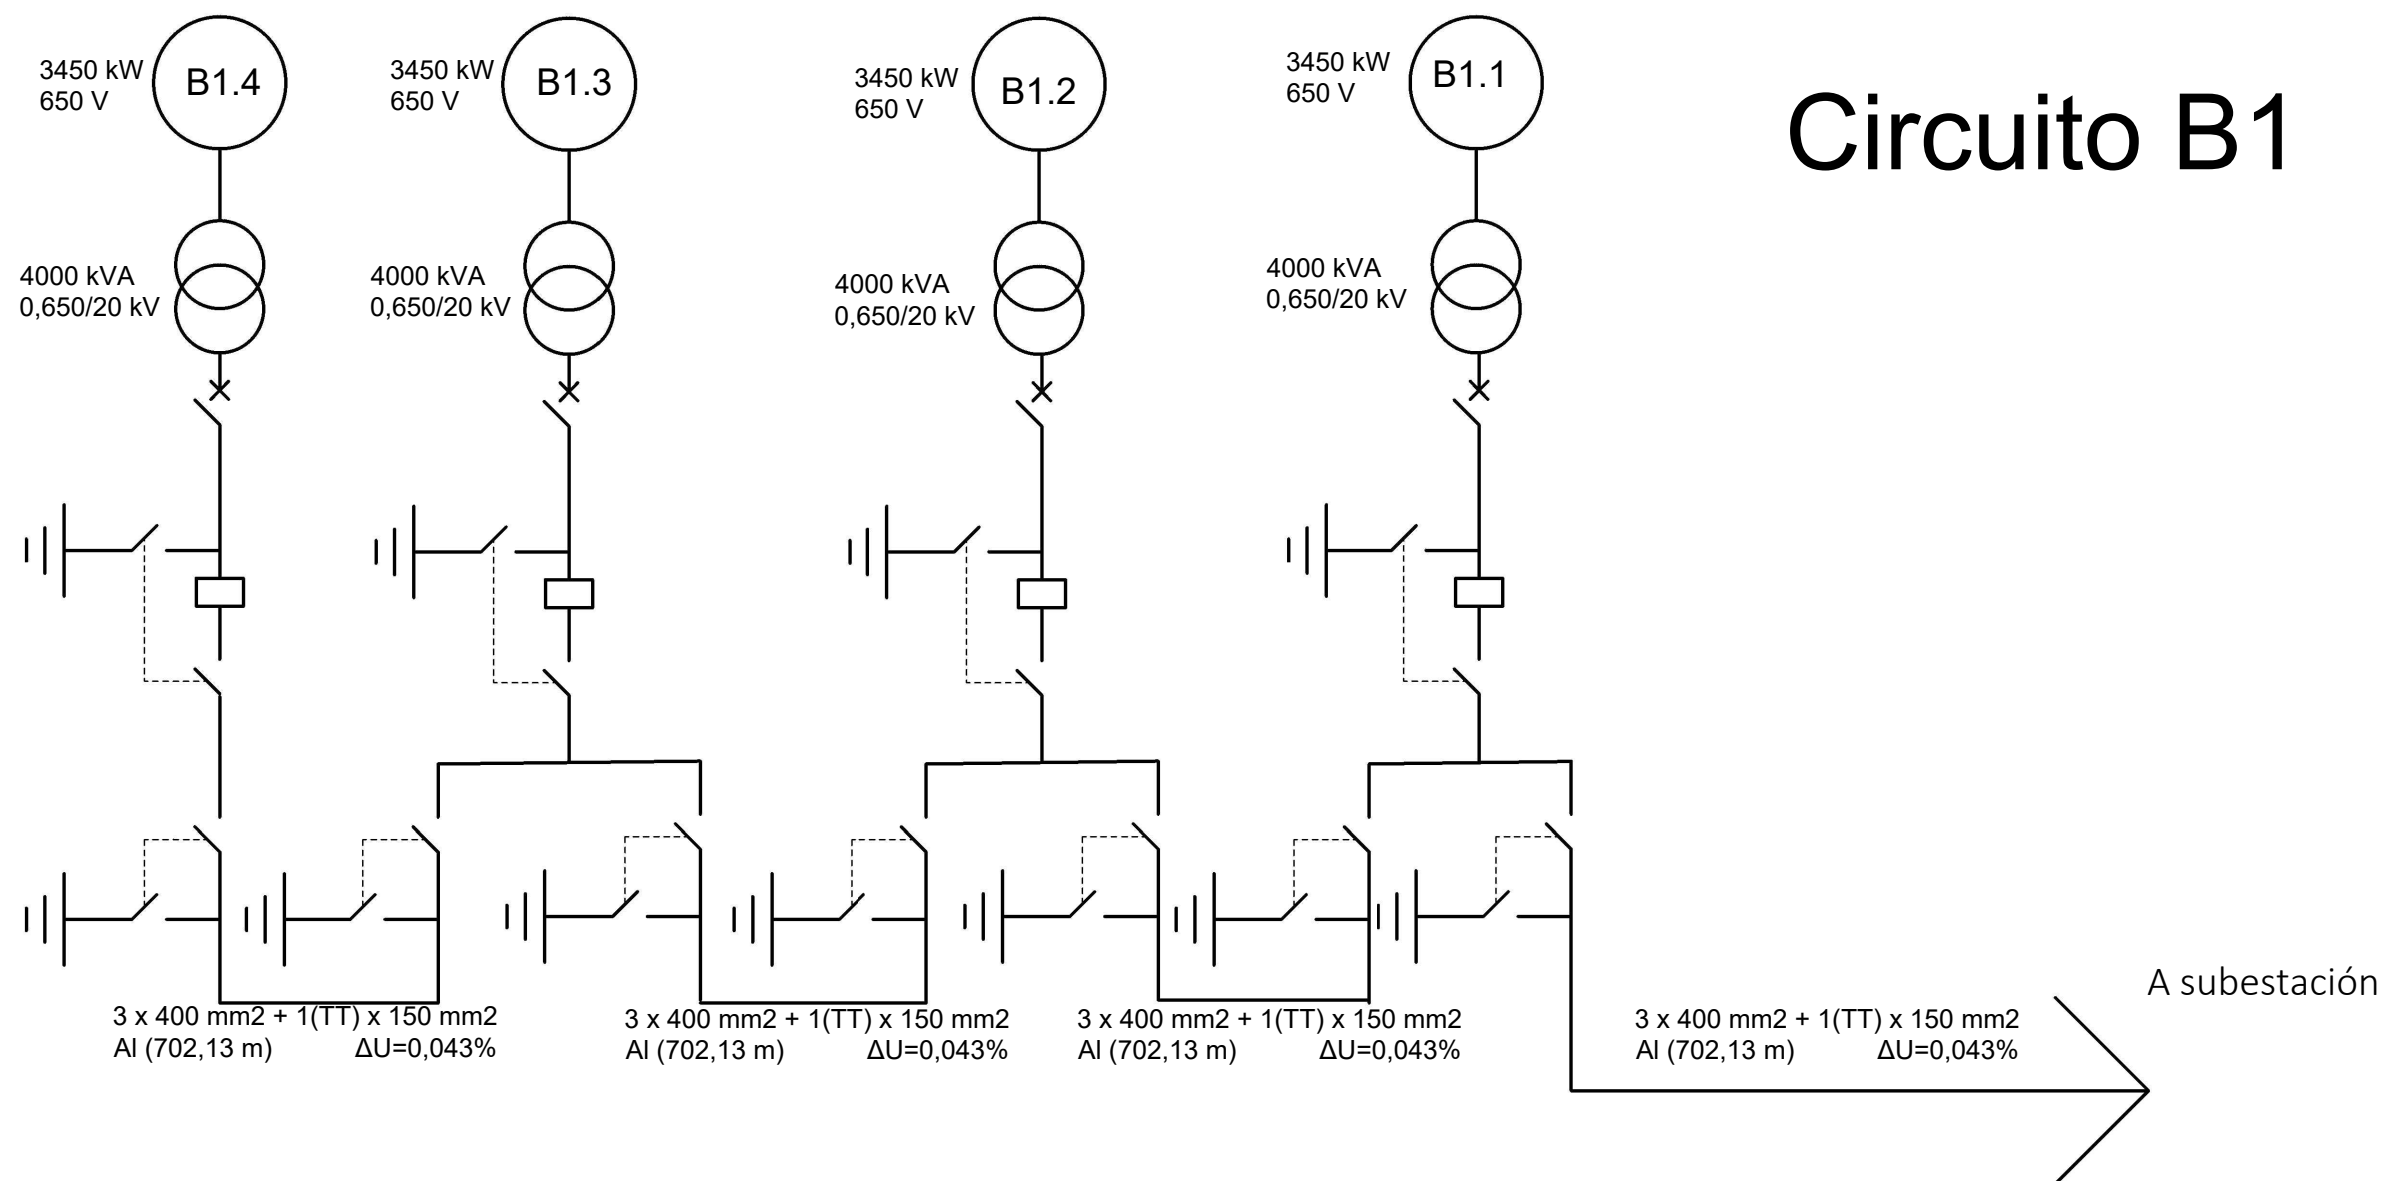 Circuito B1
3450 kW
650 V
B1.4
3450 kW
650 V
B1.3
3450 kW
650 V
B1.2
3450 kW
650 V
B1.1
4000 kVA
0,650/20 kV
4000 kVA
0,650/20 kV
4000 kVA
0,650/20 kV
4000 kVA
0,650/20 kV
A subestación
3 x 400 mm2 + 1(TT) x 150 mm2
Al (702,13 m) ΔU=0,043%
3 x 400 mm2 + 1(TT) x 150 mm2
Al (702,13 m) ΔU=0,043%
3 x 400 mm2 + 1(TT) x 150 mm2
Al (702,13 m) ΔU=0,043%
3 x 400 mm2 + 1(TT) x 150 mm2
Al (702,13 m) ΔU=0,043%